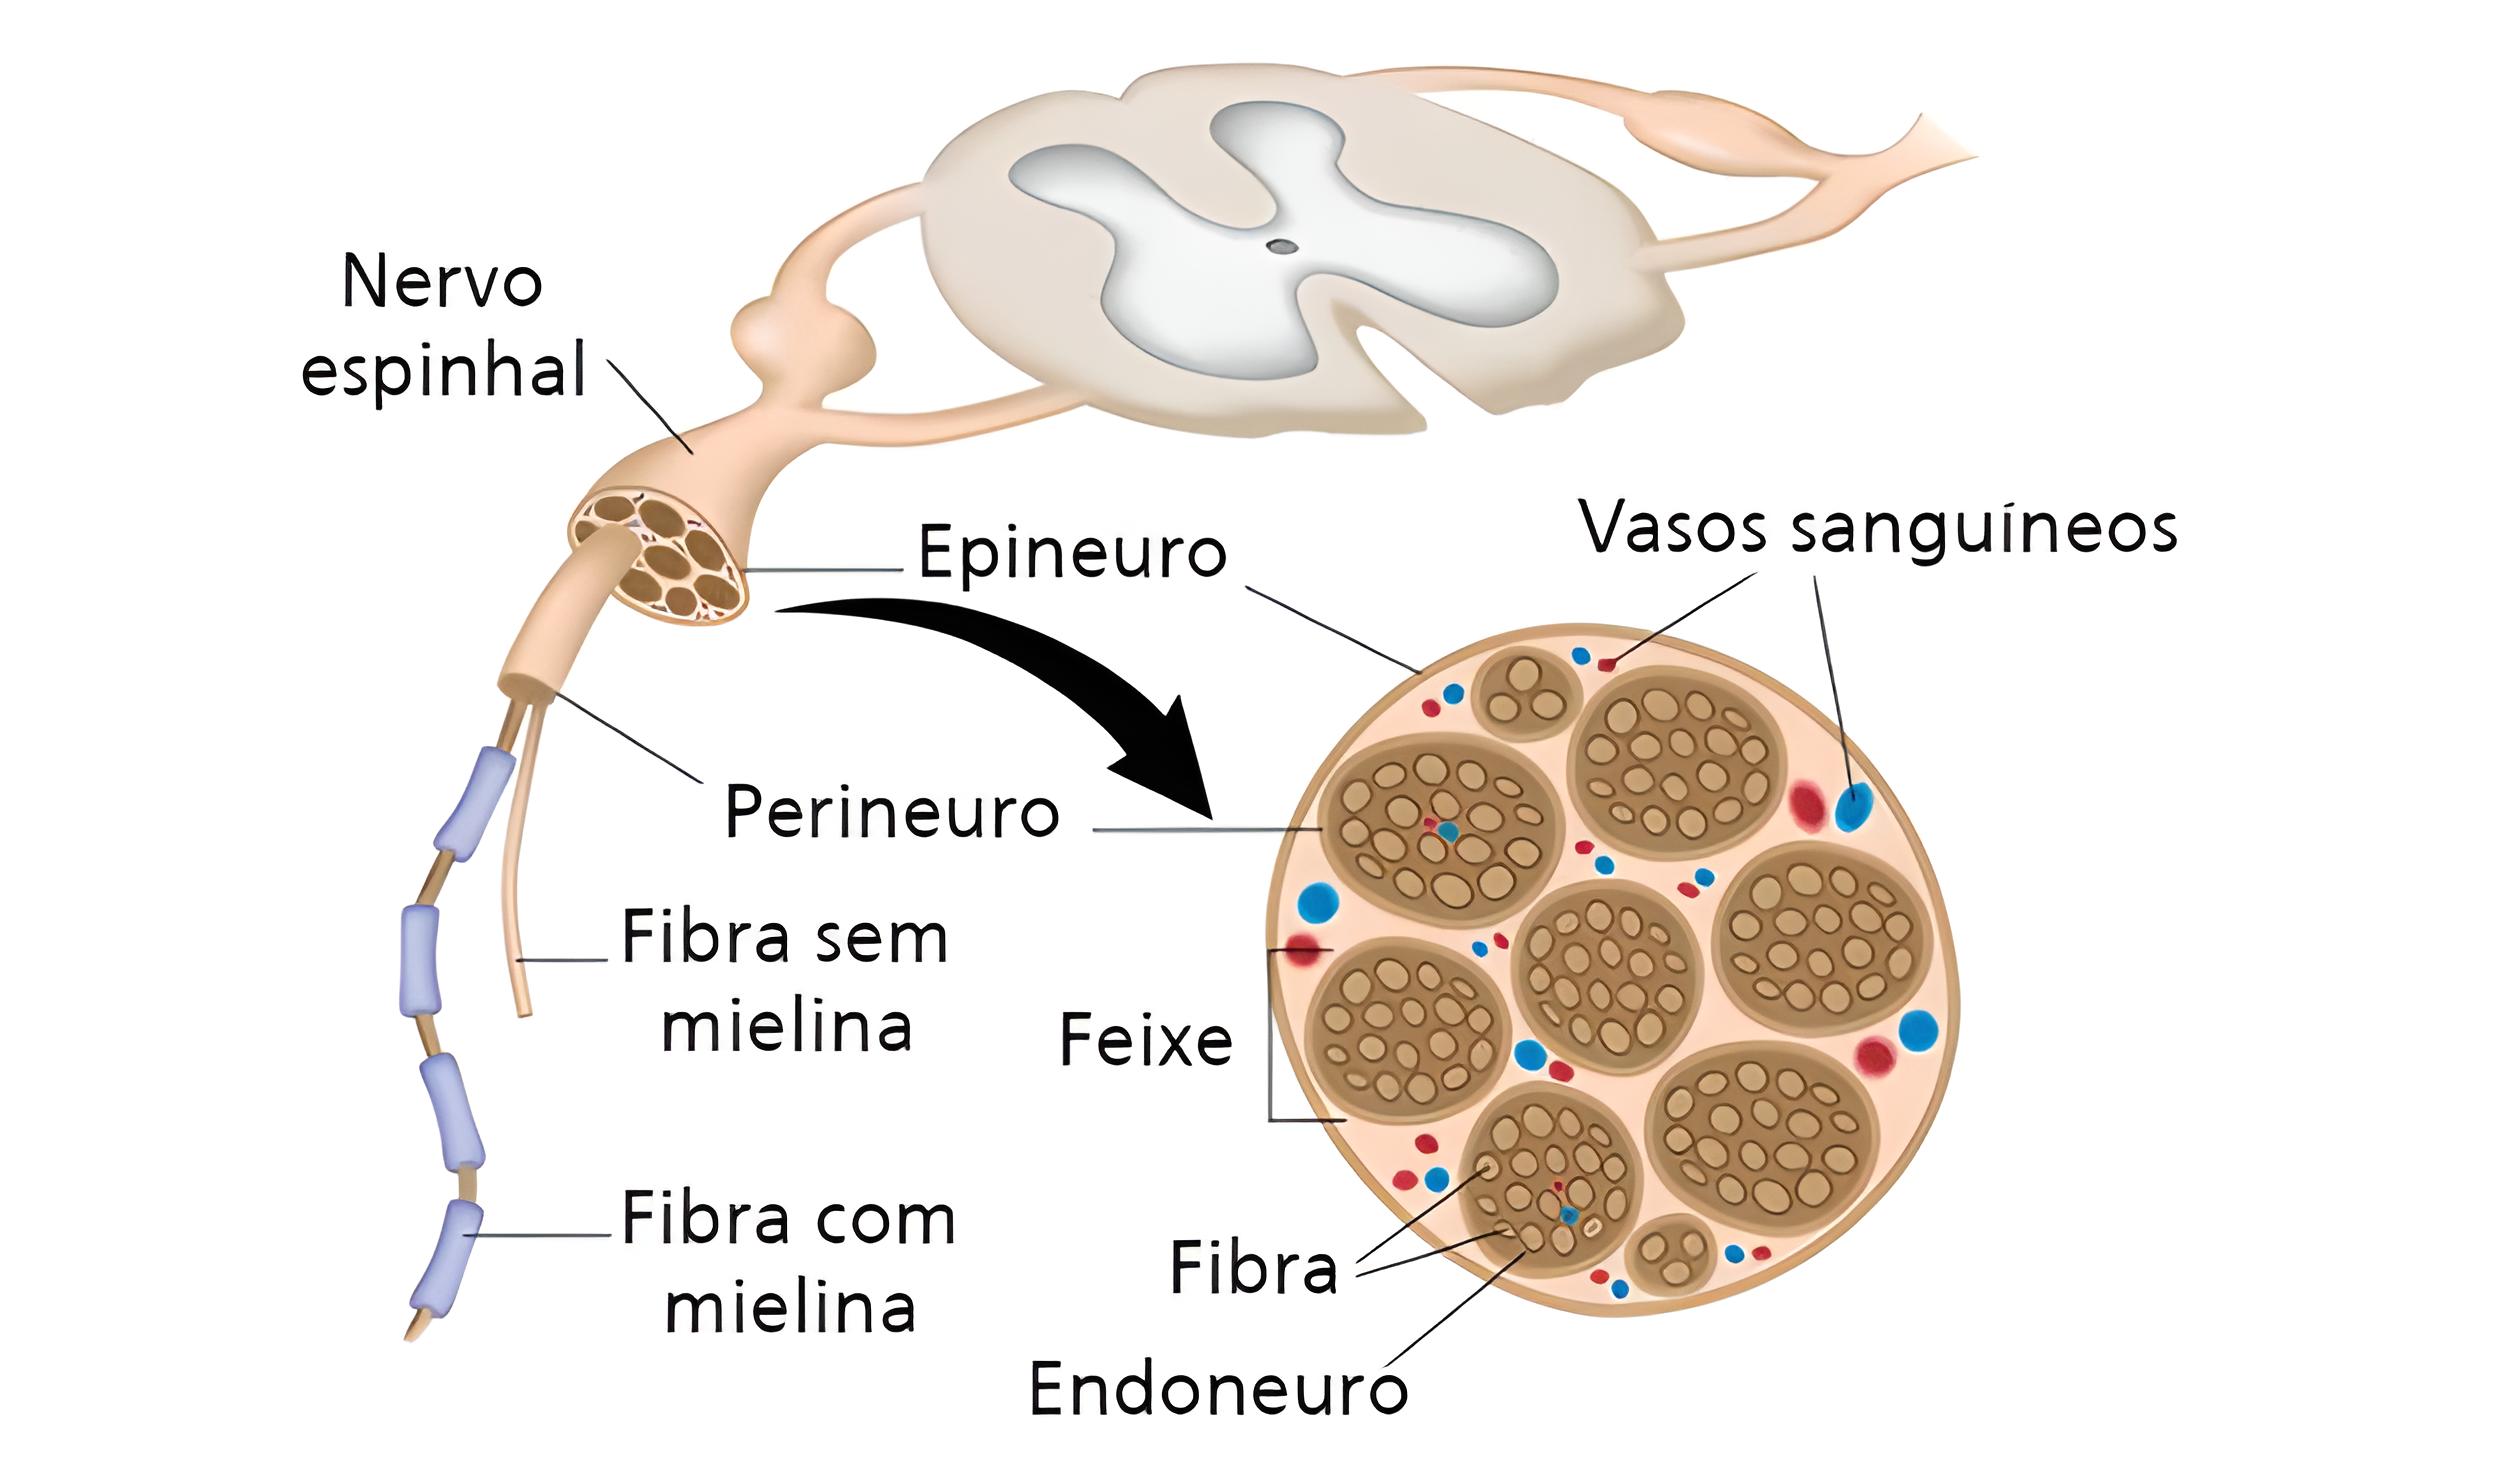 Nervo
espinhal
Epineuro
Vasos sanguíneos
Perineuro
Fibra sem
mielina
Feixe
Fibra com
mielina
Fibra
Endoneuro